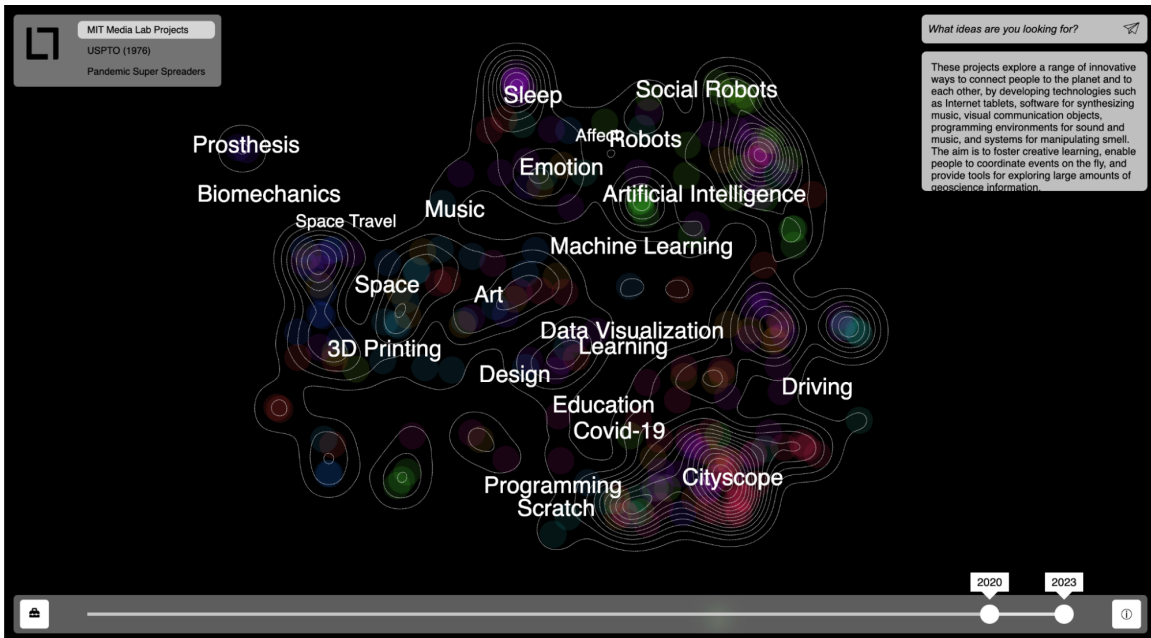 MIT Media Lab Projects
USPTO (1976)
Pandemic Super Spreaders
What ideas are you looking for?
These projects explore a range of innovative
ways to connect people to the planet and to
each other, by developing technologies such
as Internet tablets, software for synthesizing
music, visual communication objects,
programming environments for sound and
music, and systems for manipulating smell.
The aim is to foster creative learning, enable
people to coordinate events on the fly, and
provide tools for exploring large amounts of
geoscience information.
Sleep
Social Robots
Prosthesis
Affect
Robots
Emotion
Biomechanics
Artificial Intelligence
Music
Space Travel
Machine Learning
Space
Art
Data Visualization
Learning
3D Printing
Design
Driving
Education
Covid-19
Cityscope
Programming
Scratch
2020
2023